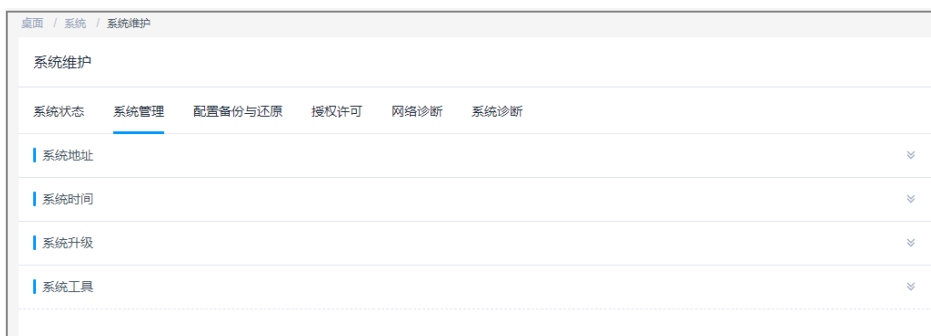 桌面 / 系统 / 系统维护
系统维护
系统状态 系统管理 配置备份与还原 授权许可 网络诊断 系统诊断
系统地址
系统时间
系统升级
系统工具